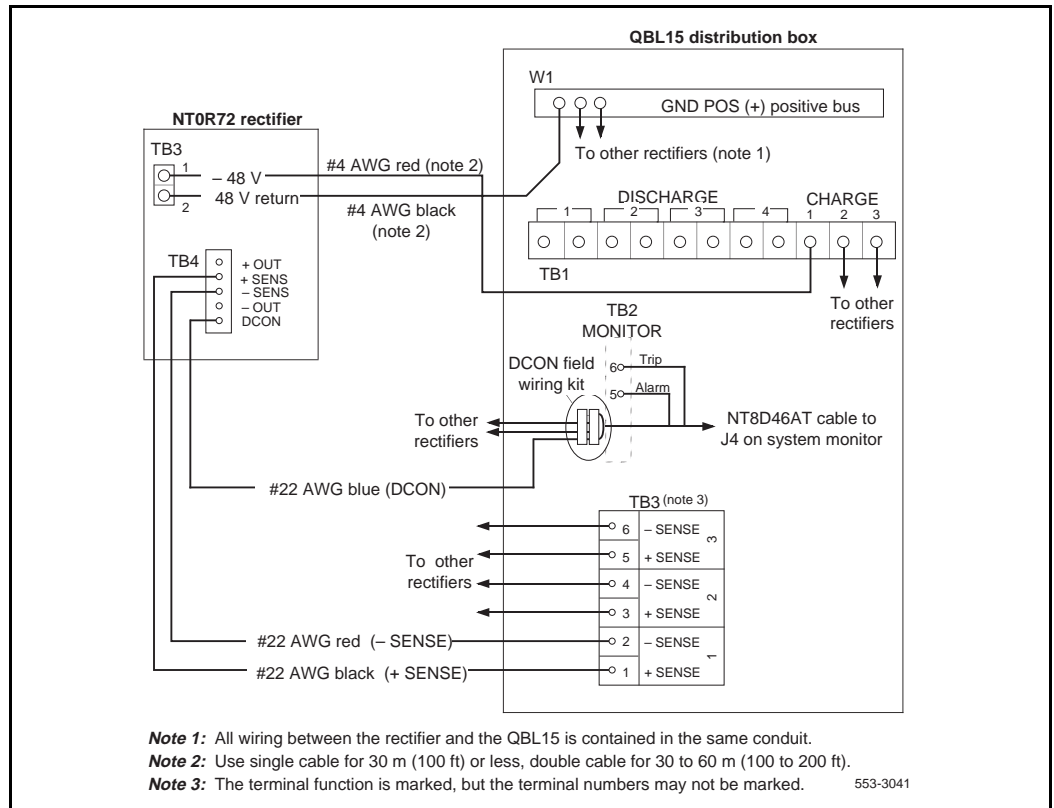 QBL15 distribution box
W1
GND POS (+) positive bus
To other rectifiers (note 1)
NT0R72 rectifier
TB3
1
– 48 V
2
48 V return
#4 AWG red (note 2)
#4 AWG black
(note 2)
DISCHARGE
CHARGE
1
2
3
4
1
2
3
TB1
To other
rectifiers
TB4
+ OUT
+ SENS
– SENS
– OUT
DCON
TB2
MONITOR
DCON field
wiring kit
6
Trip
5
Alarm
To other
rectifiers
NT8D46AT cable to
J4 on system monitor
#22 AWG blue (DCON)
TB3 (note 3)
6 – SENSE
5 + SENSE
3
4 – SENSE
3 + SENSE
2
2 – SENSE
1 + SENSE
1
To other
rectifiers
#22 AWG red (– SENSE)
#22 AWG black (+ SENSE)
Note 1: All wiring between the rectifier and the QBL15 is contained in the same conduit.
Note 2: Use single cable for 30 m (100 ft) or less, double cable for 30 to 60 m (100 to 200 ft).
Note 3: The terminal function is marked, but the terminal numbers may not be marked.
553-3041